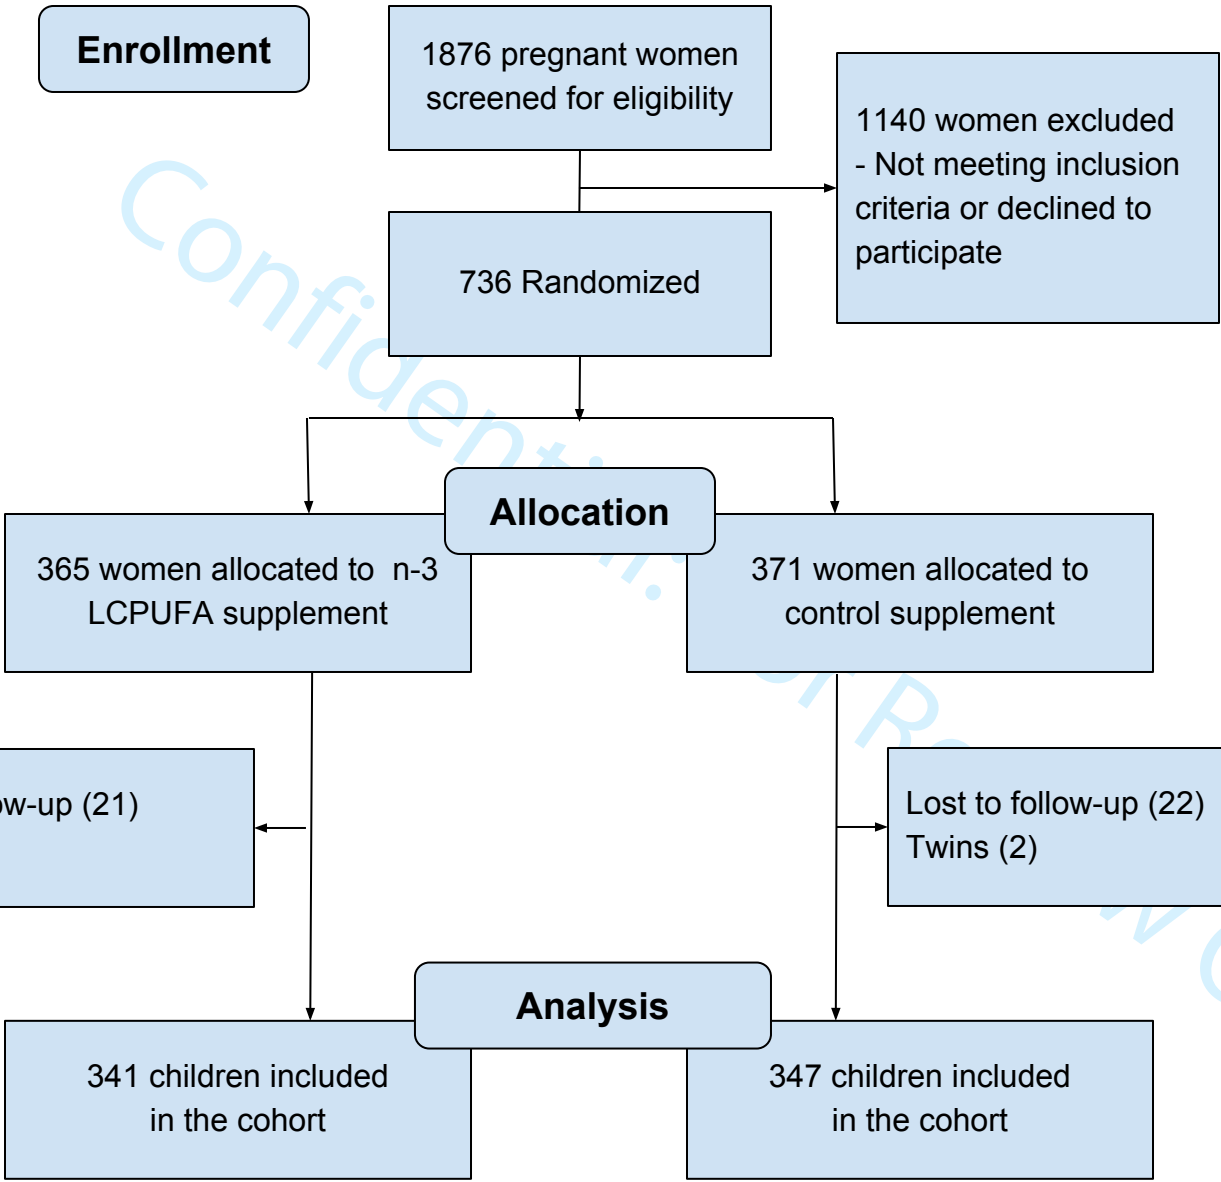 Enrollment
1876 pregnant women
screened for eligibility
1140 women excluded
- Not meeting inclusion
criteria or declined to
participate
736 Randomized
Allocation
365 women allocated to n-3
LCPUFA supplement
371 women allocated to
control supplement
-up (21)
Lost to follow-up (22)
Twins (2)
Analysis
341 children included
in the cohort
347 children included
in the cohort